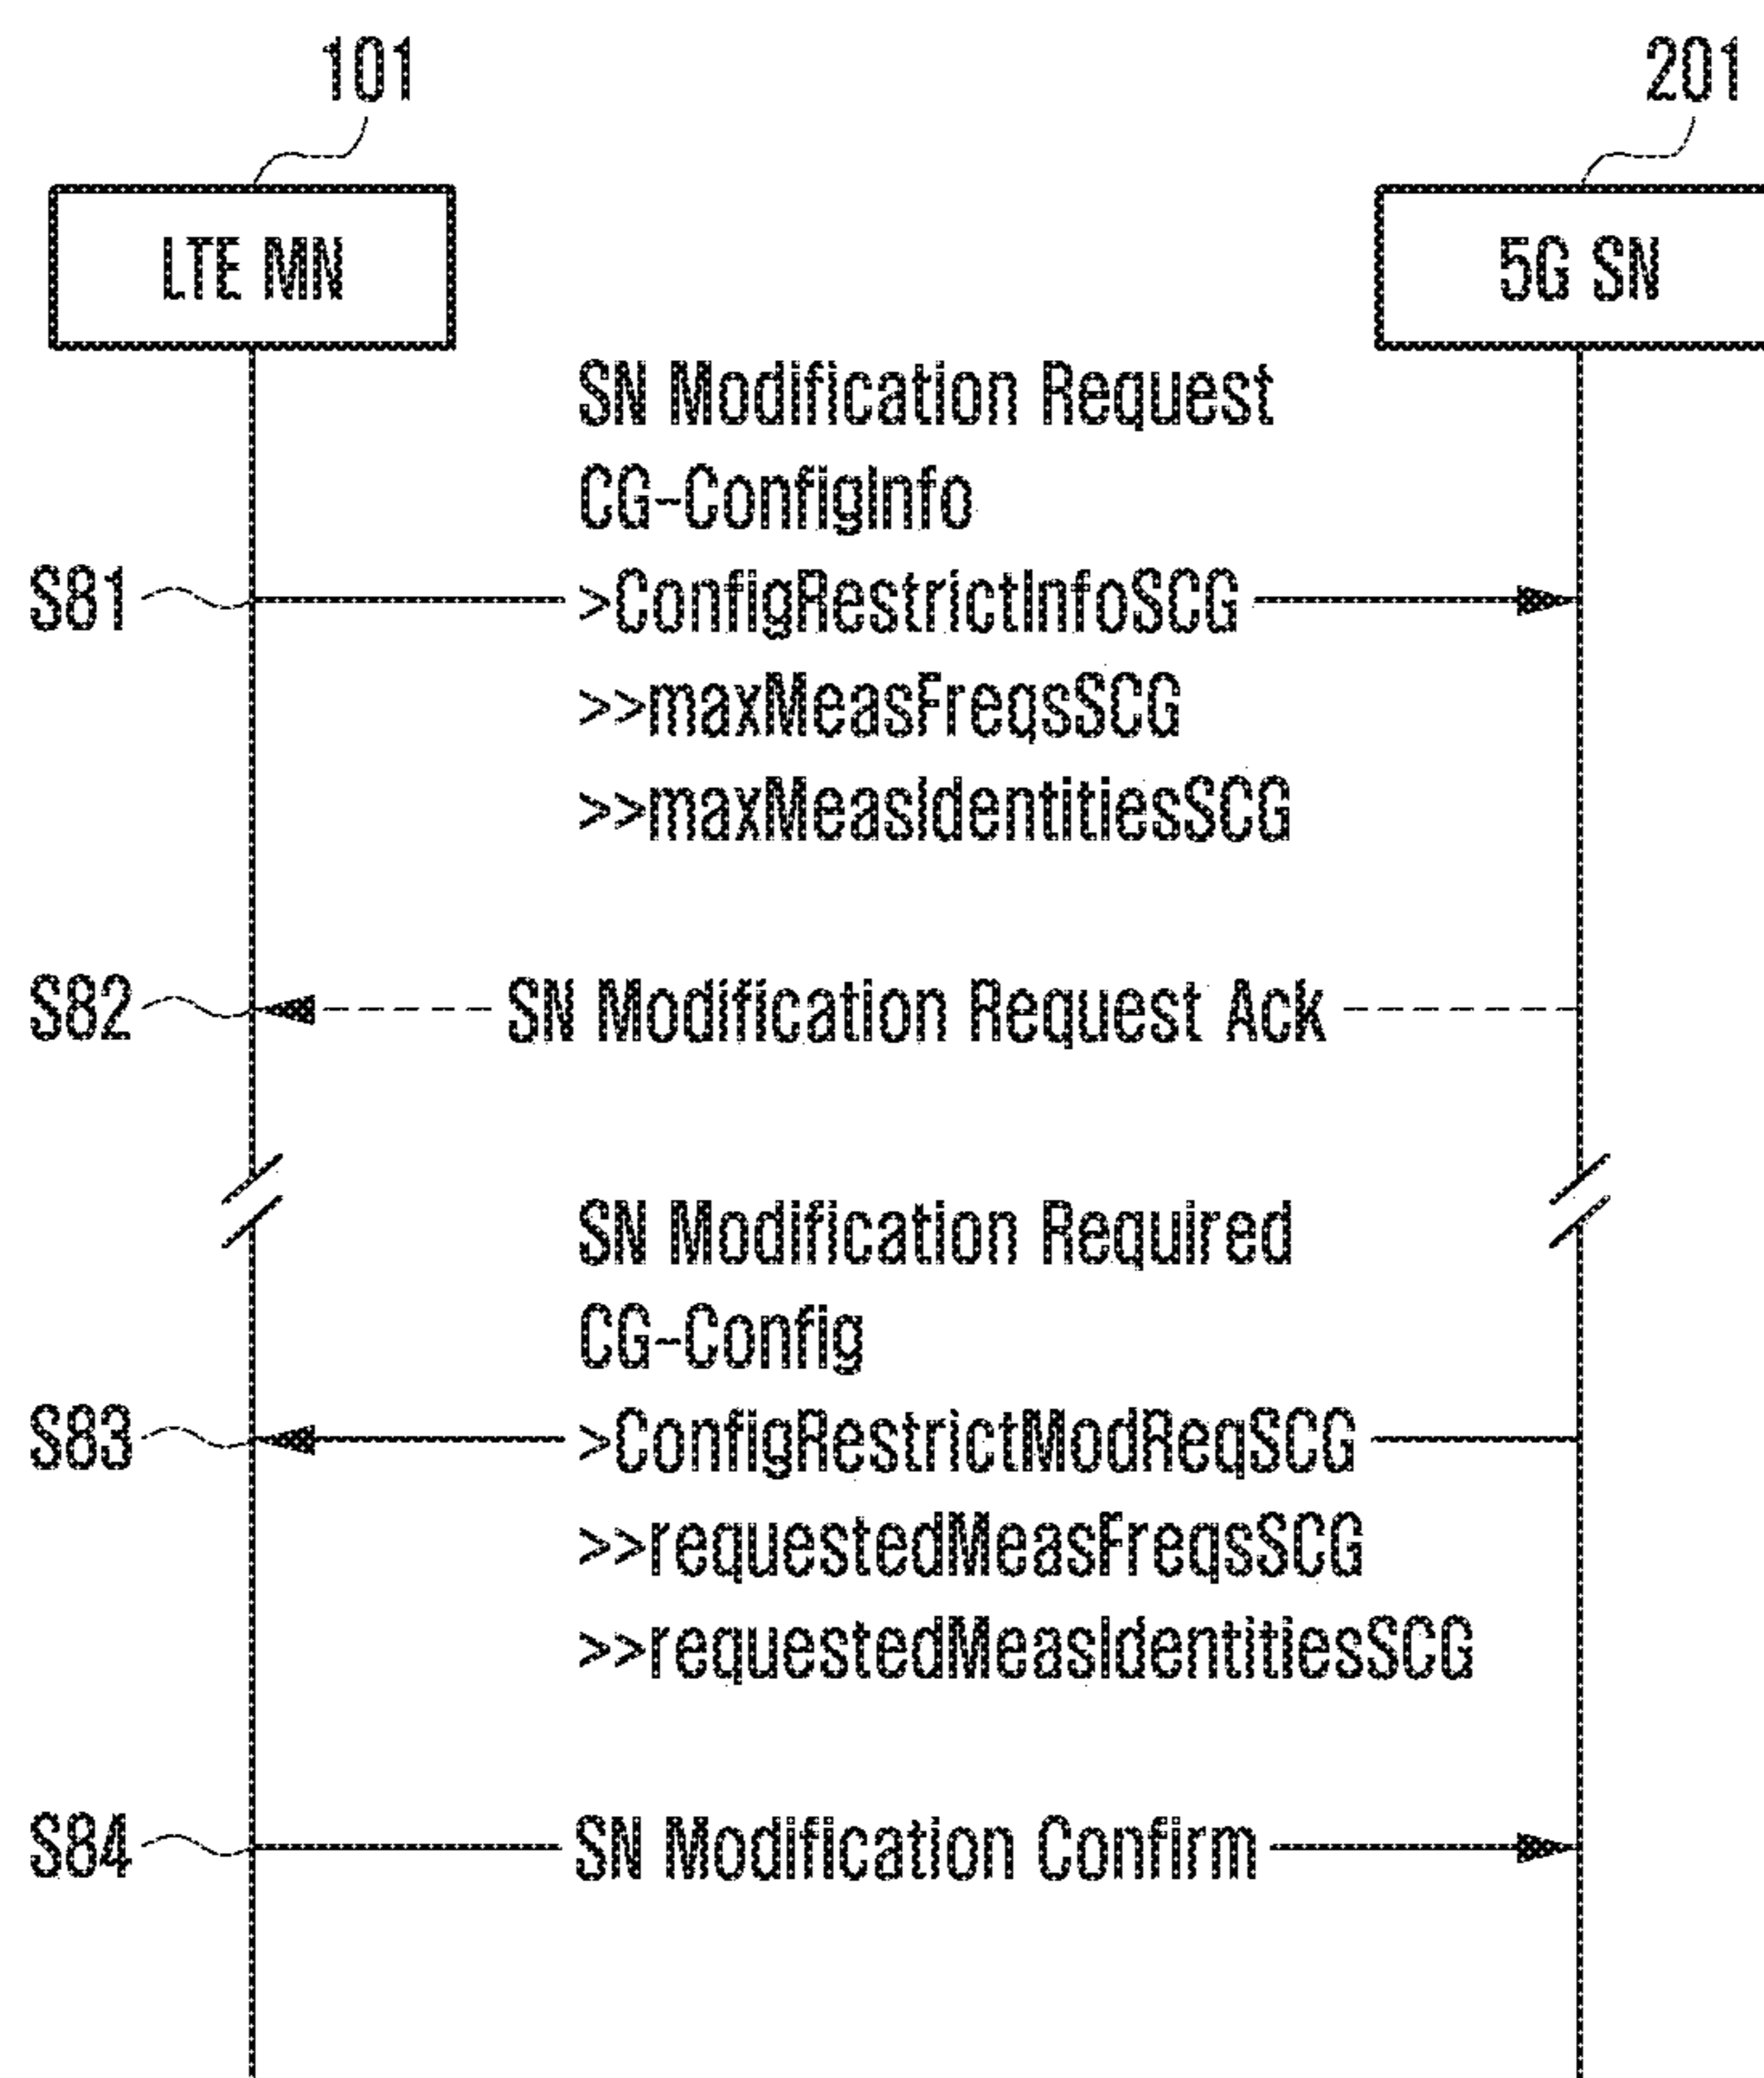 101
201
LTE MN
5G SN
SN Modification Request
CG-ConfigInfo
S81
>ConfigRestrictInfoSCG
>>maxMeasFreqsSCG
>>maxMeasIdentitiesSCG
S82
SN Modification Request Ack
SN Modification Required
CG-Config
S83
>ConfigRestrictModReqSCG
>>requestedMeasFreqsSCG
>>requestedMeasIdentitiesSCG
S84
SN Modification Confirm